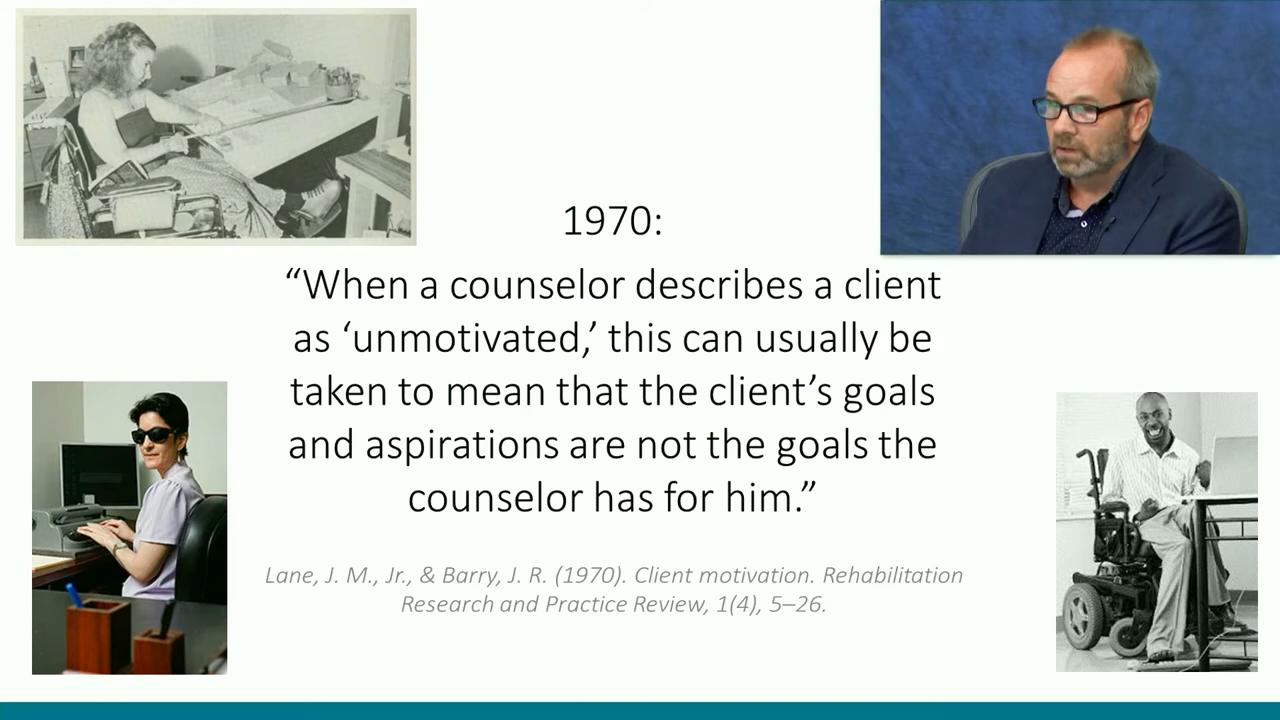 1970:
“When a counselor describes a client
as ‘unmotivated,’ this can usually be
taken to mean that the client’s goals
and aspirations are not the goals the
counselor has for him.”
Lane, J. M., Jr., & Barry, J. R. (1970). Client motivation. Rehabilitation
Research and Practice Review, 1(4), 5–26.